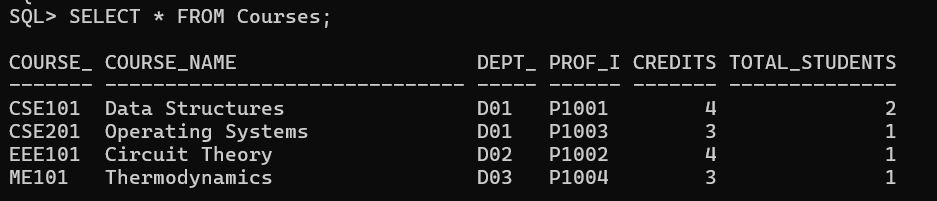 SQL> SELECT * FROM Courses;
COURSE_ COURSE_NAME                    DEPT_ PROF_I CREDITS TOTAL_STUDENTS
------- ------------------------------ ----- ------ ------- --------------
CSE101  Data Structures                D01   P1001        4              2
CSE201  Operating Systems              D01   P1003        3              1
EEE101  Circuit Theory                 D02   P1002        4              1
ME101   Thermodynamics                 D03   P1004        3              1